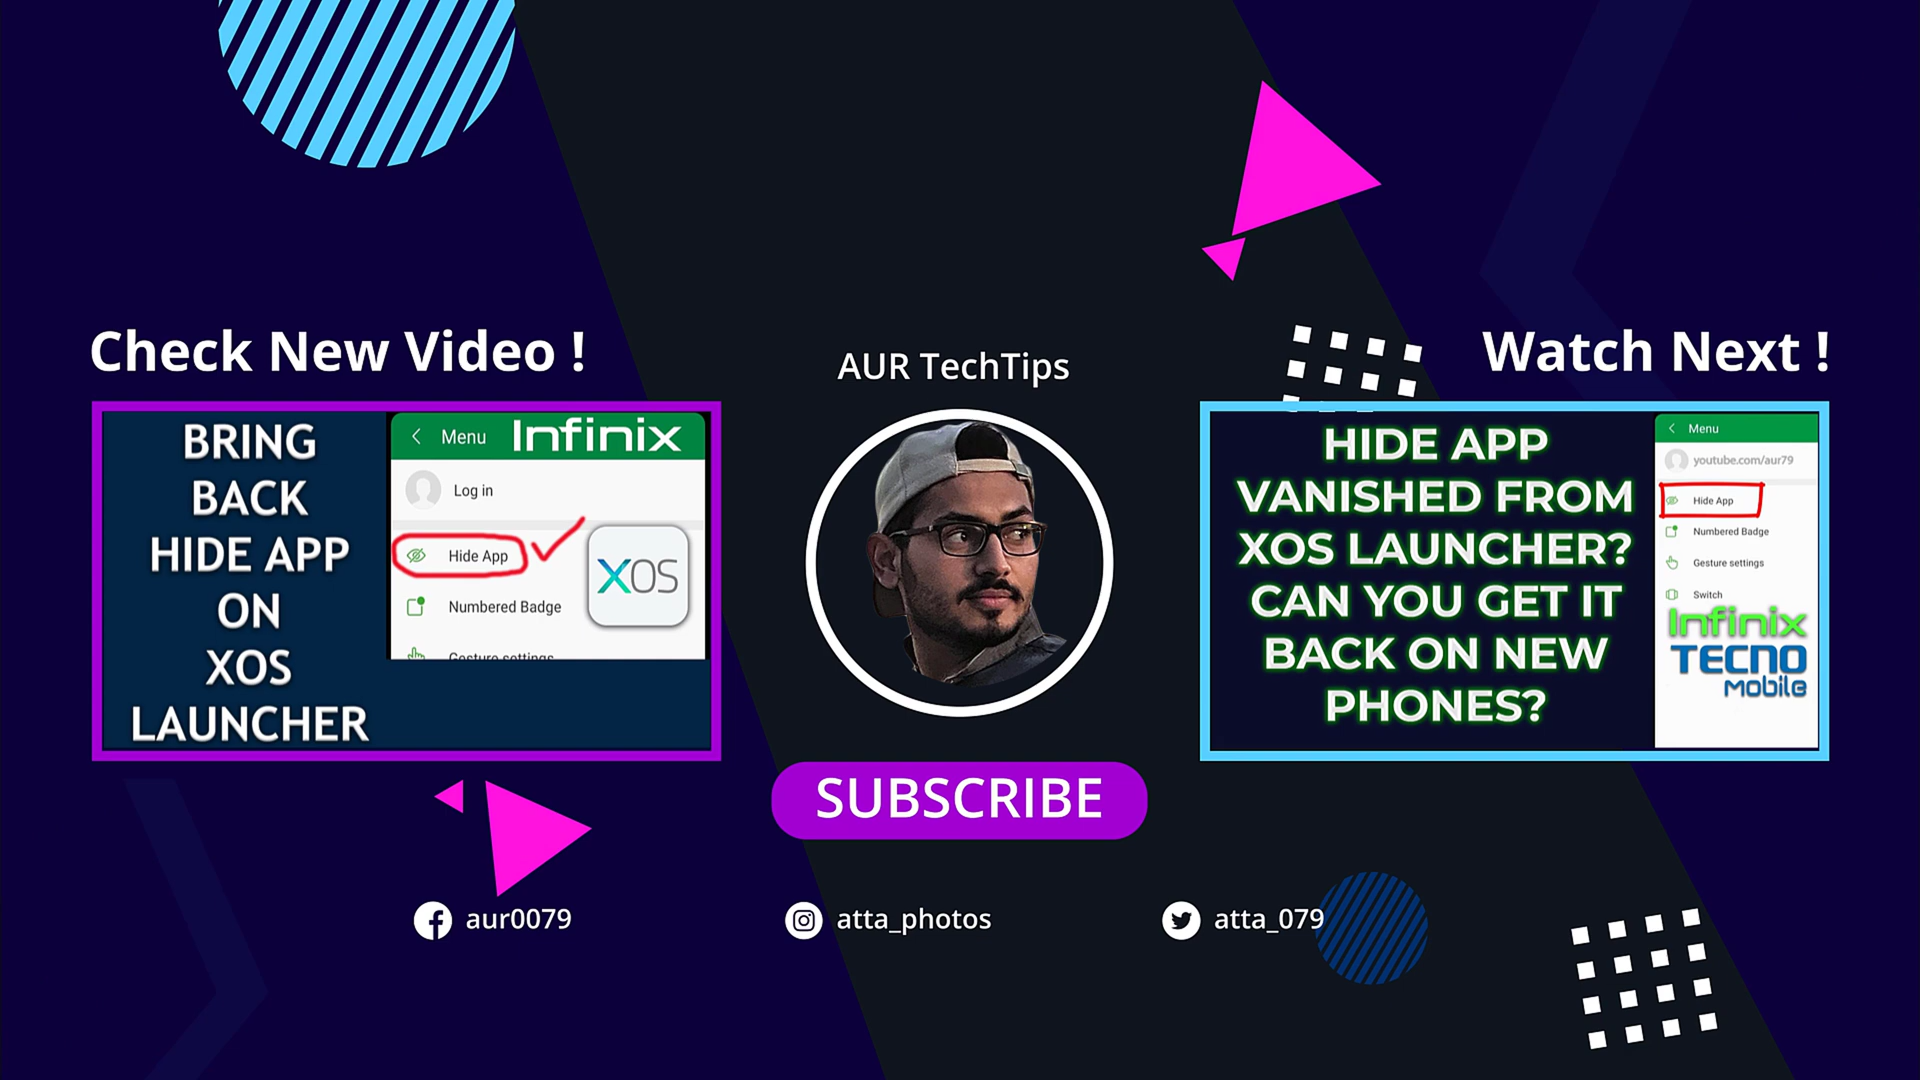 Check New Video !
BRING
BACK
HIDE APP
ON
XOS
LAUNCHER
Menu
Infinix
Log in
Hide App
XOS
Numbered Badge
Gesture settings
AUR TechTips
SUBSCRIBE
Watch Next !
HIDE APP
VANISHED FROM
XOS LAUNCHER?
CAN YOU GET IT
BACK ON NEW
PHONES?
Menu
youtube.com/aur79
Hide App
Numbered Badge
Gesture settings
Switch
Infinix
TECNO
mobile
aur0079
atta_photos
atta_079